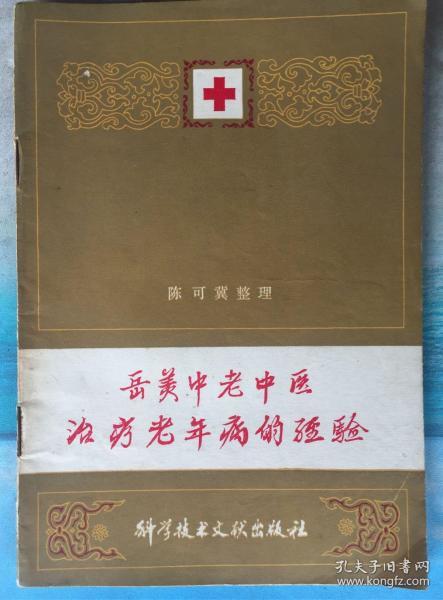 陈可冀整理
岳美中老中医
治疗老年病的经验
科学技术文献出版社
孔夫子旧书网
www.kongfz.com